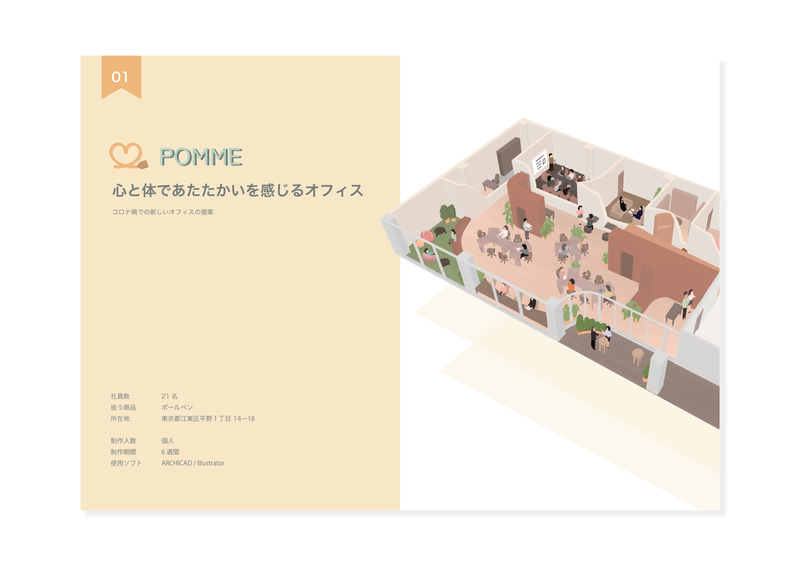 01
POMME
心と体であたたかいを感じるオフィス
コロナ禍での新しいオフィスの提案
社員数 21 名
扱う商品 ボールペン
所在地 東京都江東区平野 1 丁目 14−18
制作人数 個人
制作期間 6 週間
使用ソフト ARCHICAD / Illustrator